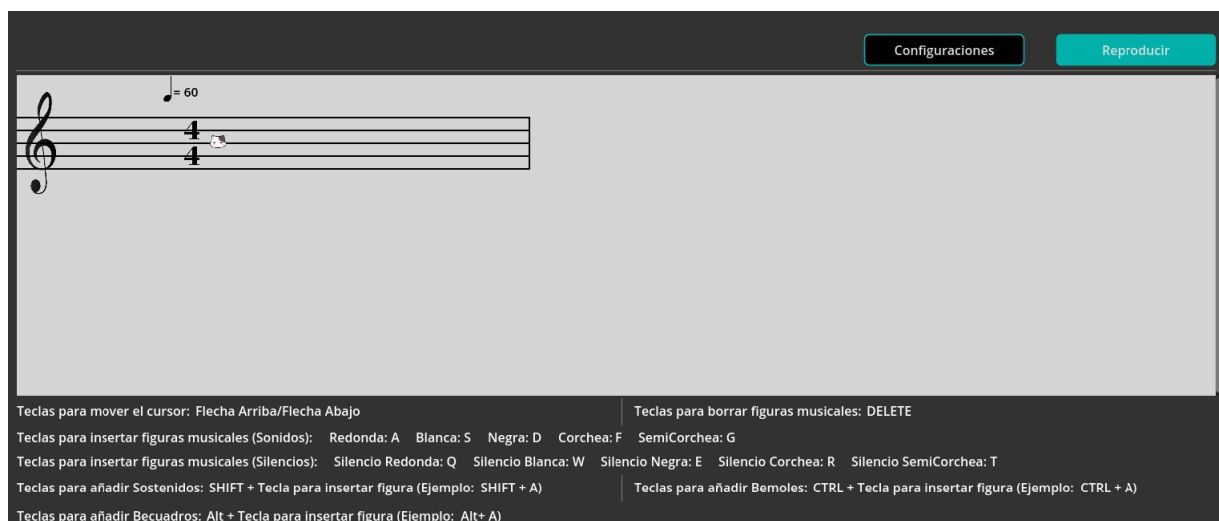 Configuraciones Reproducir
= 60
4
4
Teclas para mover el cursor: Flecha Arriba/Flecha Abajo Teclas para borrar figuras musicales: DELETE
Teclas para insertar figuras musicales (Sonidos): Redonda: A Blanca: S Negra: D Corchea: F SemiCorchea: G
Teclas para insertar figuras musicales (Silencios): Silencio Redonda: Q Silencio Blanca: W Silencio Negra: E Silencio Corchea: R Silencio SemiCorchea: T
Teclas para añadir Sostenidos: SHIFT + Tecla para insertar figura (Ejemplo: SHIFT + A) Teclas para añadir Bemoles: CTRL + Tecla para insertar figura (Ejemplo: CTRL + A)
Teclas para añadir Becuadros: Alt + Tecla para insertar figura (Ejemplo: Alt+ A)